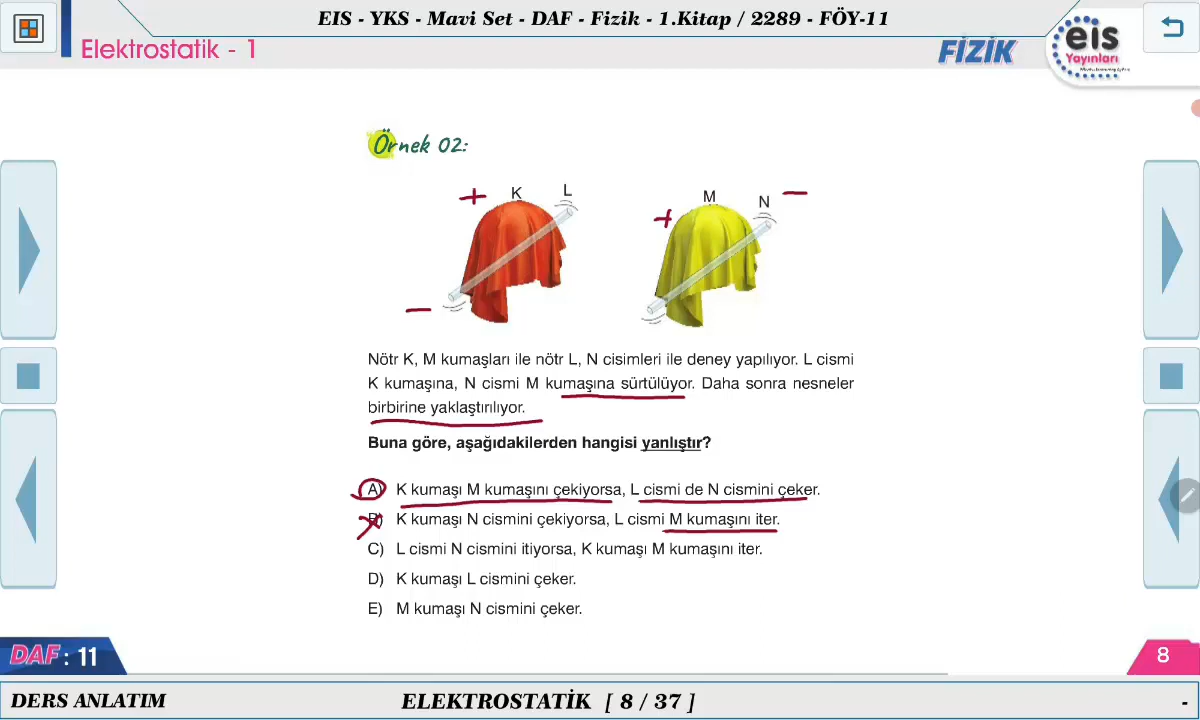 EIS - YKS - Mavi Set - DAF - Fizik - 1.Kitap / 2289 - FÖY-11
Elektrostatik - 1
FİZİK
eis
Yayınları
Örnek 02:
+ K L
M N −
+
−
Nötr K, M kumaşları ile nötr L, N cisimleri ile deney yapılıyor. L cismi
K kumaşına, N cismi M kumaşına sürtülüyor. Daha sonra nesneler
birbirine yaklaştırılıyor.
Buna göre, aşağıdakilerden hangisi yanlıştır?
A) K kumaşı M kumaşını çekiyorsa, L cismi de N cismini çeker.
B) K kumaşı N cismini çekiyorsa, L cismi M kumaşını iter.
C) L cismi N cismini itiyorsa, K kumaşı M kumaşını iter.
D) K kumaşı L cismini çeker.
E) M kumaşı N cismini çeker.
DAF : 11
8
DERS ANLATIM
ELEKTROSTATİK [ 8 / 37 ]
-